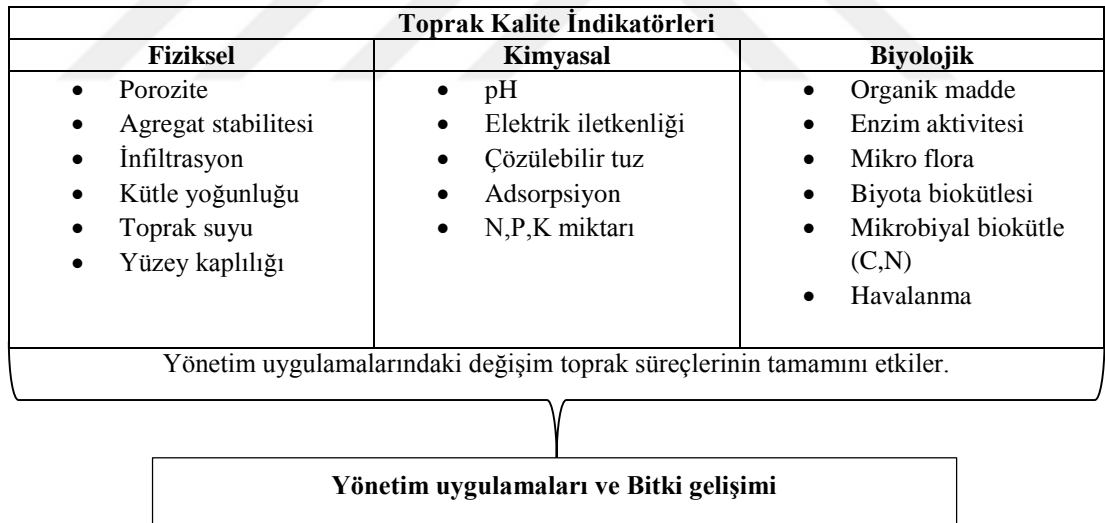 Toprak Kalite İndikatörleri
Fiziksel
Kimyasal
Biyolojik
• Porozite
• Agregat stabilitesi
• İnfiltrasyon
• Kütle yoğunluğu
• Toprak suyu
• Yüzey kaplılığı
• pH
• Elektrik iletkenliği
• Çözülebilir tuz
• Adsorpsiyon
• N,P,K miktarı
• Organik madde
• Enzim aktivitesi
• Mikro flora
• Biyota biokütlesi
• Mikrobiyal biokütle
(C,N)
• Havalanma
Yönetim uygulamalarındaki değişim toprak süreçlerinin tamamını etkiler.
Yönetim uygulamaları ve Bitki gelişimi